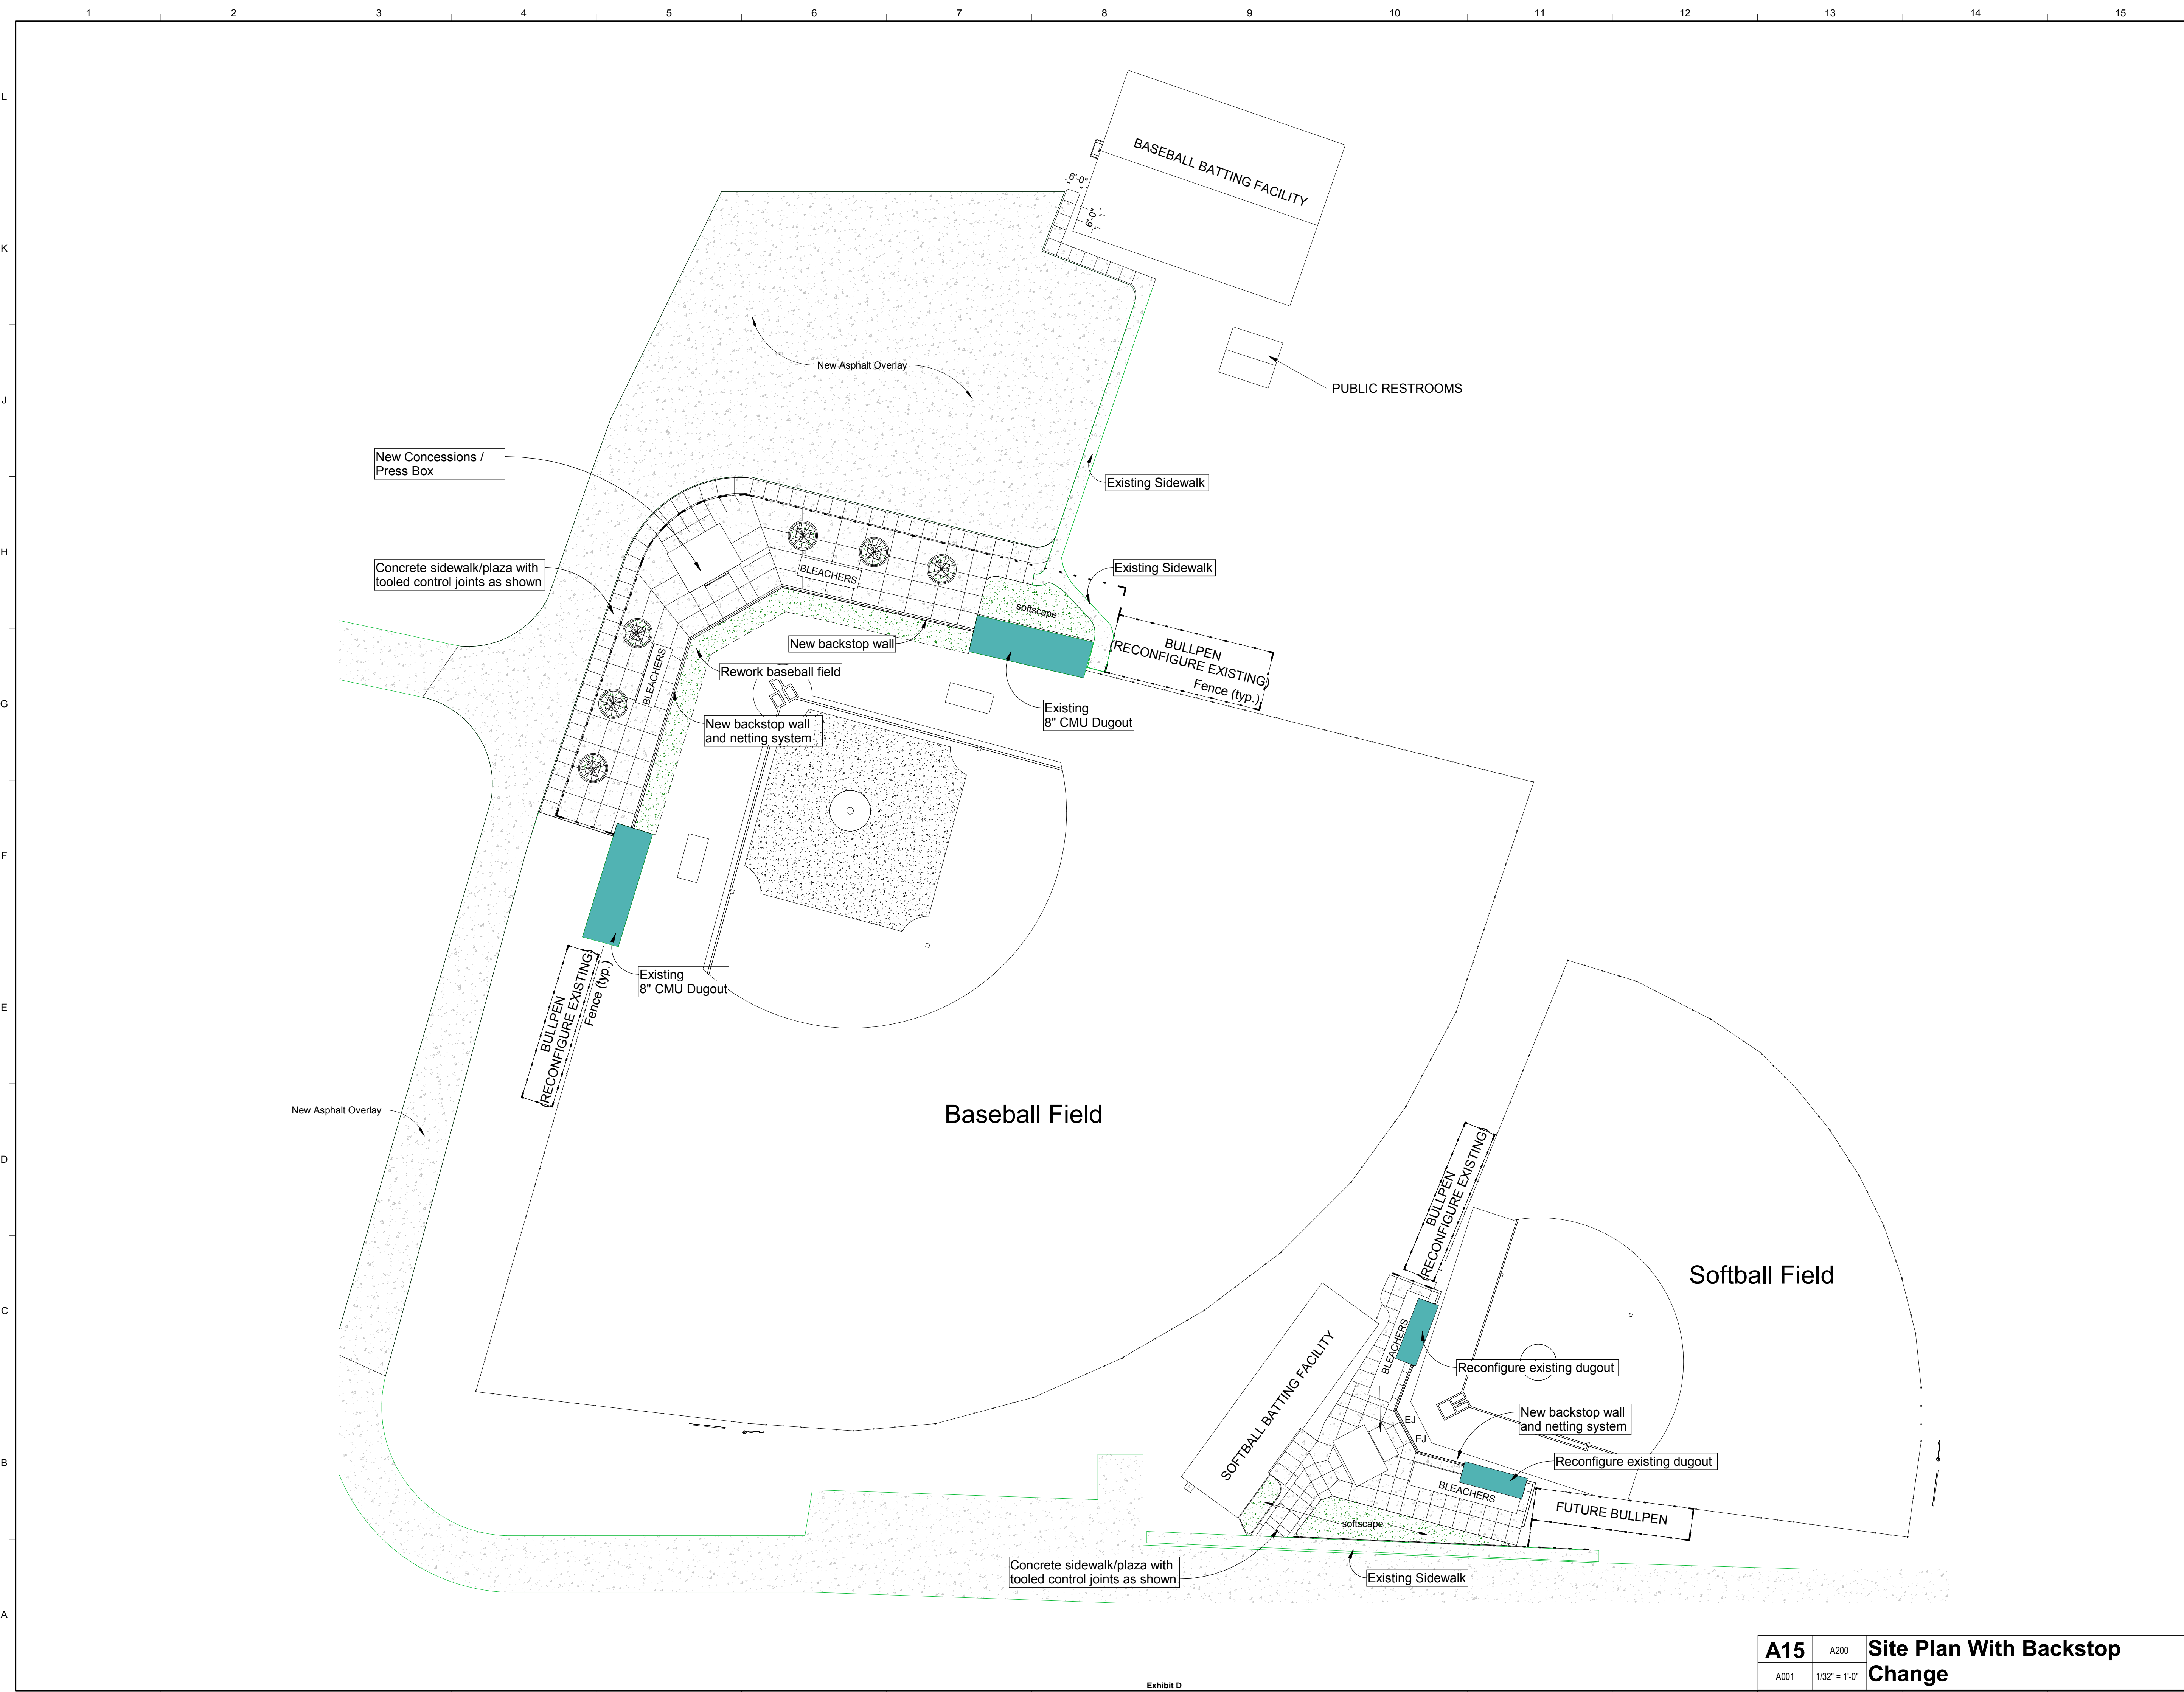 1 2 3 4 5 6 7 8 9 10 11 12 13 14 15
L
K
J
H
G
F
E
D
C
B
A
BASEBALL BATTING FACILITY
6'-0"
6'-0"
New Asphalt Overlay
PUBLIC RESTROOMS
New Concessions /
Press Box
Existing Sidewalk
Concrete sidewalk/plaza with
tooled control joints as shown
Existing Sidewalk
BLEACHERS
softscape
New backstop wall
BULLPEN
(RECONFIGURE EXISTING)
Fence (typ.)
Rework baseball field
BLEACHERS
Existing
8" CMU Dugout
New backstop wall
and netting system
Existing
8" CMU Dugout
BULLPEN
(RECONFIGURE EXISTING)
Fence (typ.)
New Asphalt Overlay
Baseball Field
BULLPEN
(RECONFIGURE EXISTING)
Softball Field
SOFTBALL BATTING FACILITY
BLEACHERS
Reconfigure existing dugout
EJ
EJ
New backstop wall
and netting system
Reconfigure existing dugout
BLEACHERS
FUTURE BULLPEN
softscape
Concrete sidewalk/plaza with
tooled control joints as shown
Existing Sidewalk
A15
A200
Site Plan With Backstop
Change
A001
1/32" = 1'-0"
Exhibit D